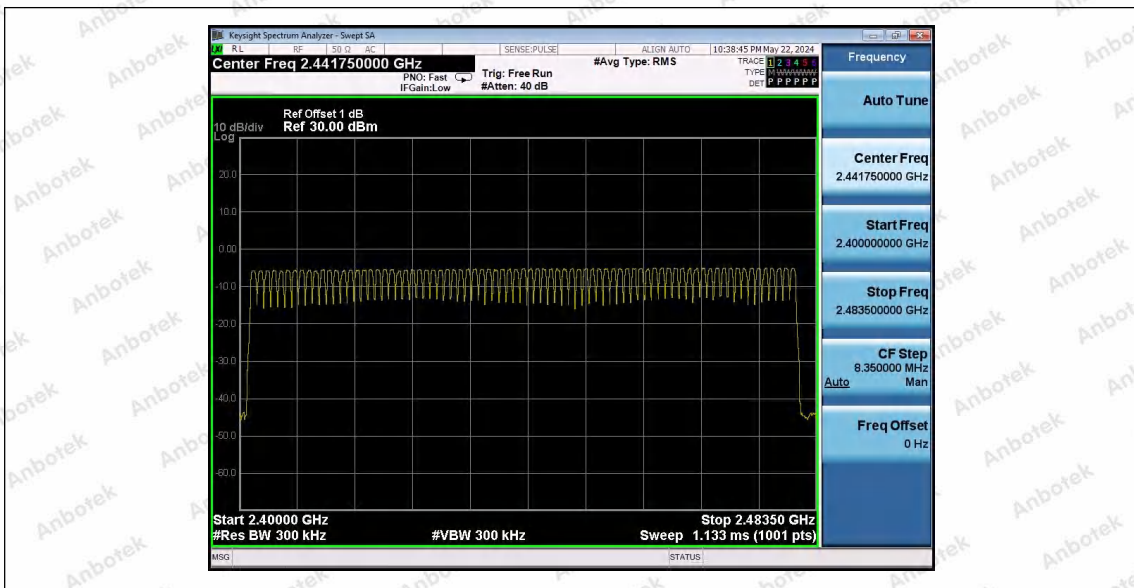 Keysight Spectrum Analyzer - Swept SA
LXI RL RF 50 Ω AC SENSE:PULSE ALIGN AUTO 10:38:45 PM May 22, 2024
Center Freq 2.441750000 GHz
#Avg Type: RMS
TRACE 1 2 3 4 5 6
PNO: Fast
Trig: Free Run
TYPE M WWWWW
IFGain:Low
#Atten: 40 dB
DET P P P P P P
Ref Offset 1 dB
10 dB/div Ref 30.00 dBm
Log
20.0
10.0
0.00
-10.0
-20.0
-30.0
-40.0
-50.0
-60.0
Start 2.40000 GHz
Stop 2.48350 GHz
#Res BW 300 kHz
#VBW 300 kHz
Sweep 1.133 ms (1001 pts)
MSG
STATUS
Frequency
Auto Tune
Center Freq
2.441750000 GHz
Start Freq
2.400000000 GHz
Stop Freq
2.483500000 GHz
CF Step
8.350000 MHz
Auto Man
Freq Offset
0 Hz
Anbotek